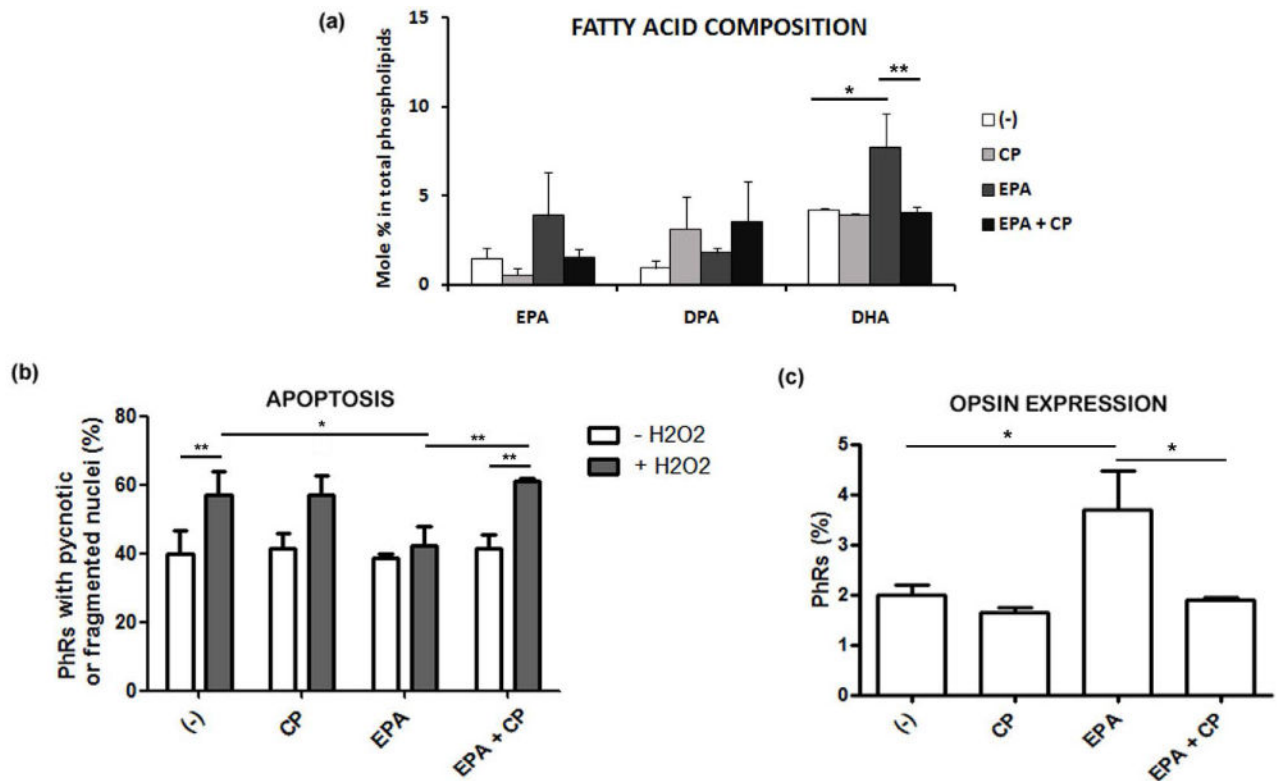 (a)
FATTY ACID COMPOSITION
Mole % in total phospholipids
15
10
5
0
*
**
EPA
DPA
DHA
(-)
CP
EPA
EPA + CP
(b)
APOPTOSIS
PhRs with pycnotic
or fragmented nuclei (%)
80
60
40
20
0
**
*
**
**
- H2O2
+ H2O2
(-)
CP
EPA
EPA + CP
(c)
OPSIN EXPRESSION
PhRs (%)
5
4
3
2
1
0
*
*
(-)
CP
EPA
EPA + CP